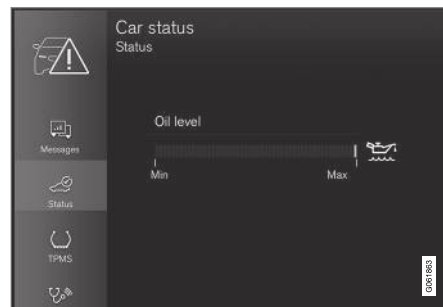 Car status
Status
Oil level
Min
Max
Messages
Status
TPMS
G061863